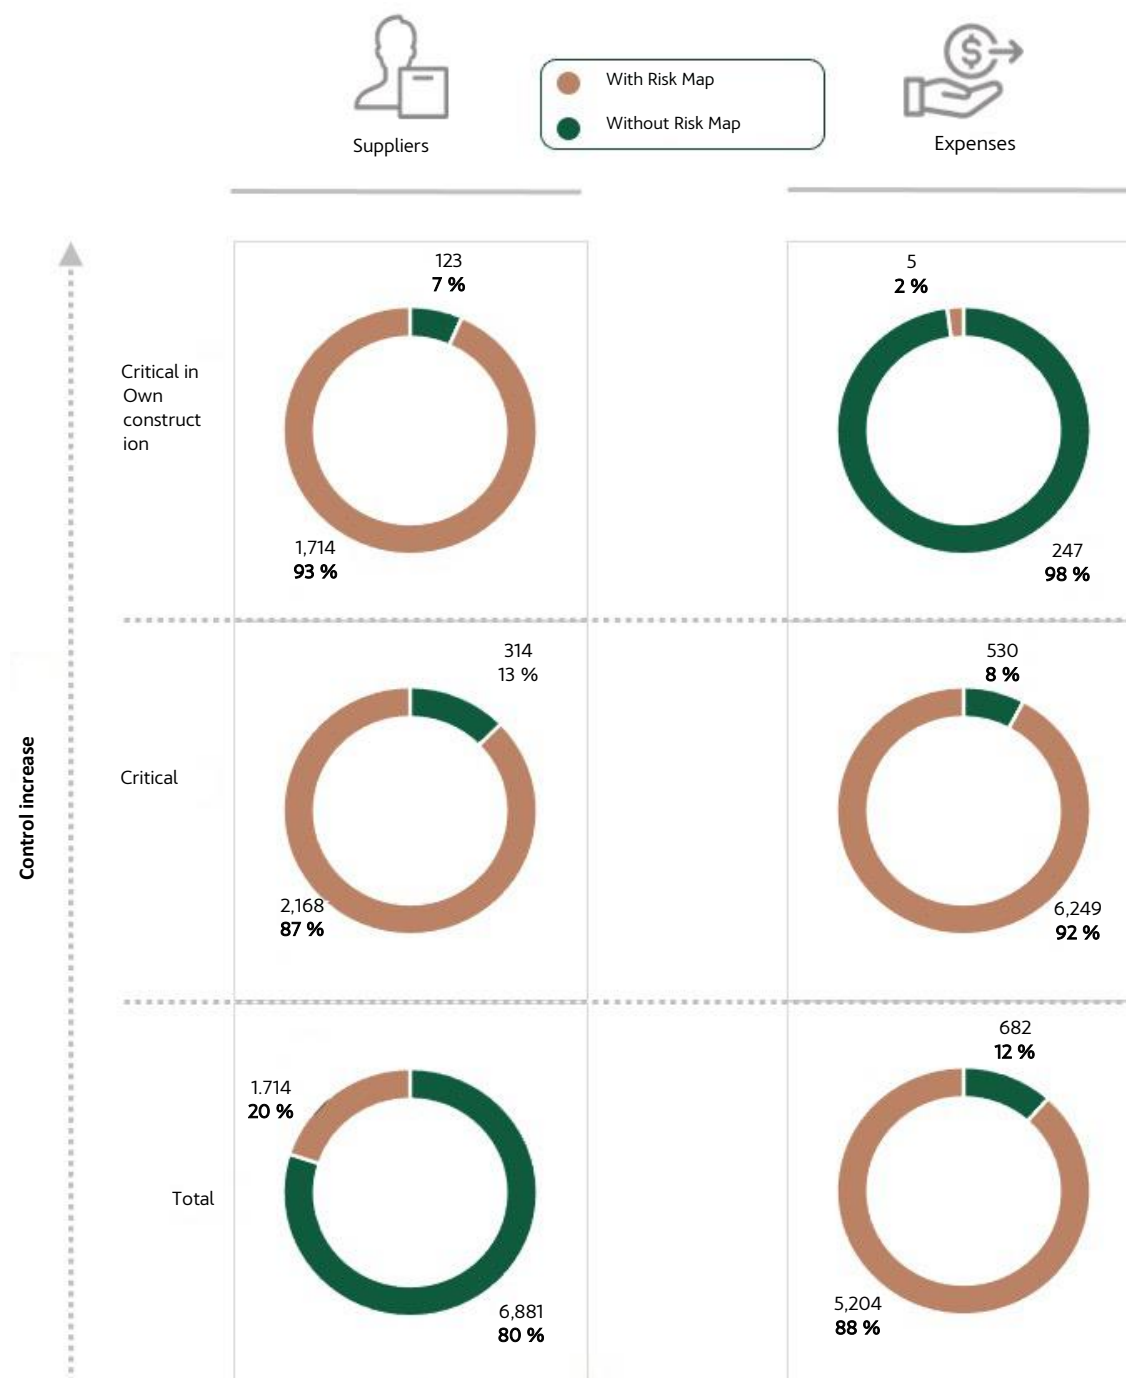 Suppliers
With Risk Map
Without Risk Map
Expenses
Control increase
Critical in
Own
construct
ion
123
7 %
1,714
93 %
5
2 %
247
98 %
Critical
314
13 %
2,168
87 %
530
8 %
6,249
92 %
Total
1.714
20 %
6,881
80 %
682
12 %
5,204
88 %